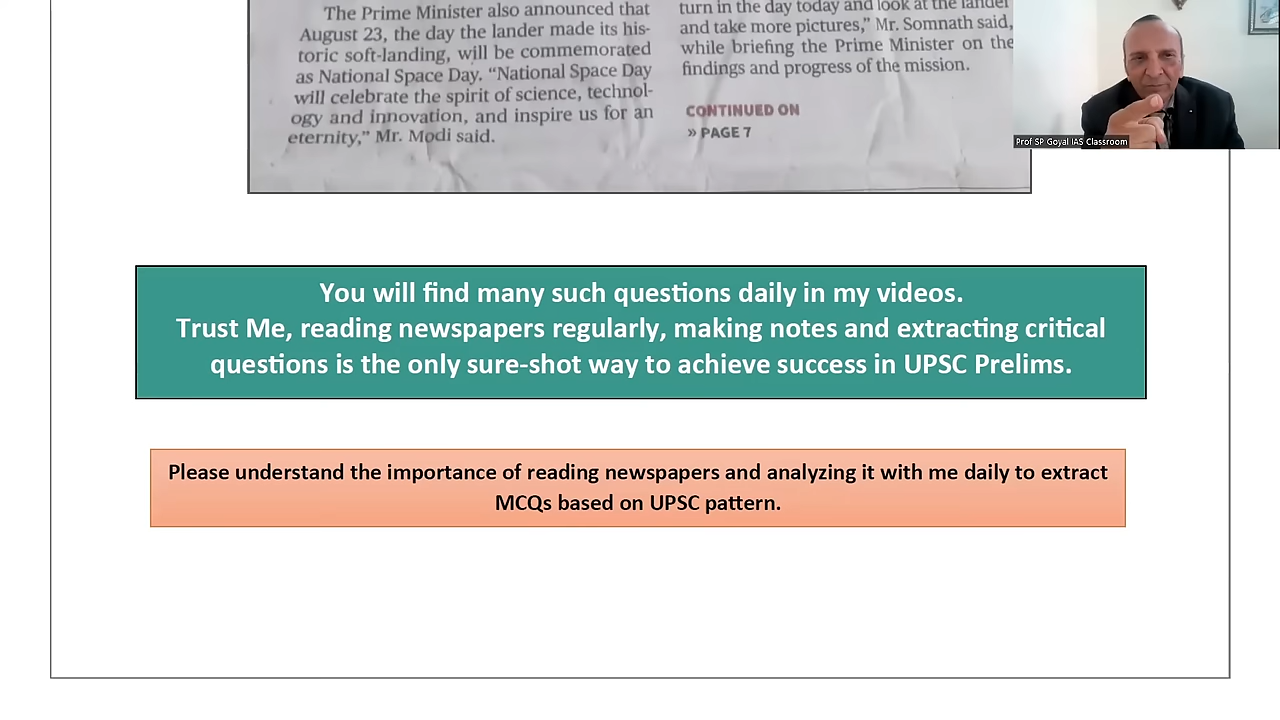 The Prime Minister also announced that
August 23, the day the lander made its his-
toric soft-landing, will be commemorated
as National Space Day. “National Space Day
will celebrate the spirit of science, technol-
ogy and innovation, and inspire us for an
eternity,” Mr. Modi said.
turn in the day today and look at the lander
and take more pictures,” Mr. Somnath said,
while briefing the Prime Minister on the
findings and progress of the mission.
CONTINUED ON
» PAGE 7
Prof SP Goyal IAS Classroom
You will find many such questions daily in my videos.
Trust Me, reading newspapers regularly, making notes and extracting critical
questions is the only sure-shot way to achieve success in UPSC Prelims.
Please understand the importance of reading newspapers and analyzing it with me daily to extract
MCQs based on UPSC pattern.